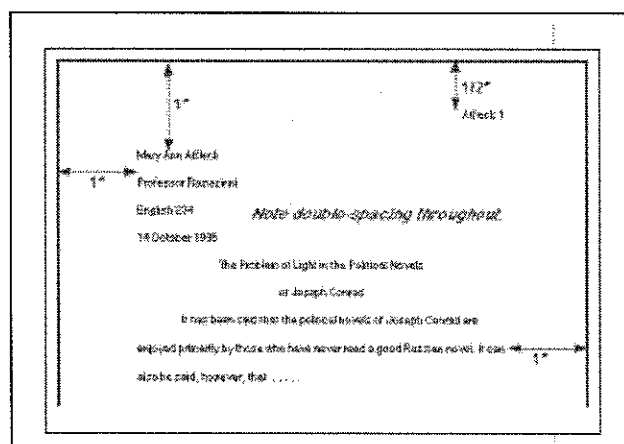 1/2"
1"
Affleck 1
Mary Ann Affleck
1"
Professor
English 234
Note double-spacing throughout.
14 October 1995
The Problem of Light in the Political Novels
of Joseph Conrad
It has been said that the political novels of Joseph Conrad are
enjoyed primarily by those who have never read a good Russian novel. It can
1"
also be said, however, that . . . . .